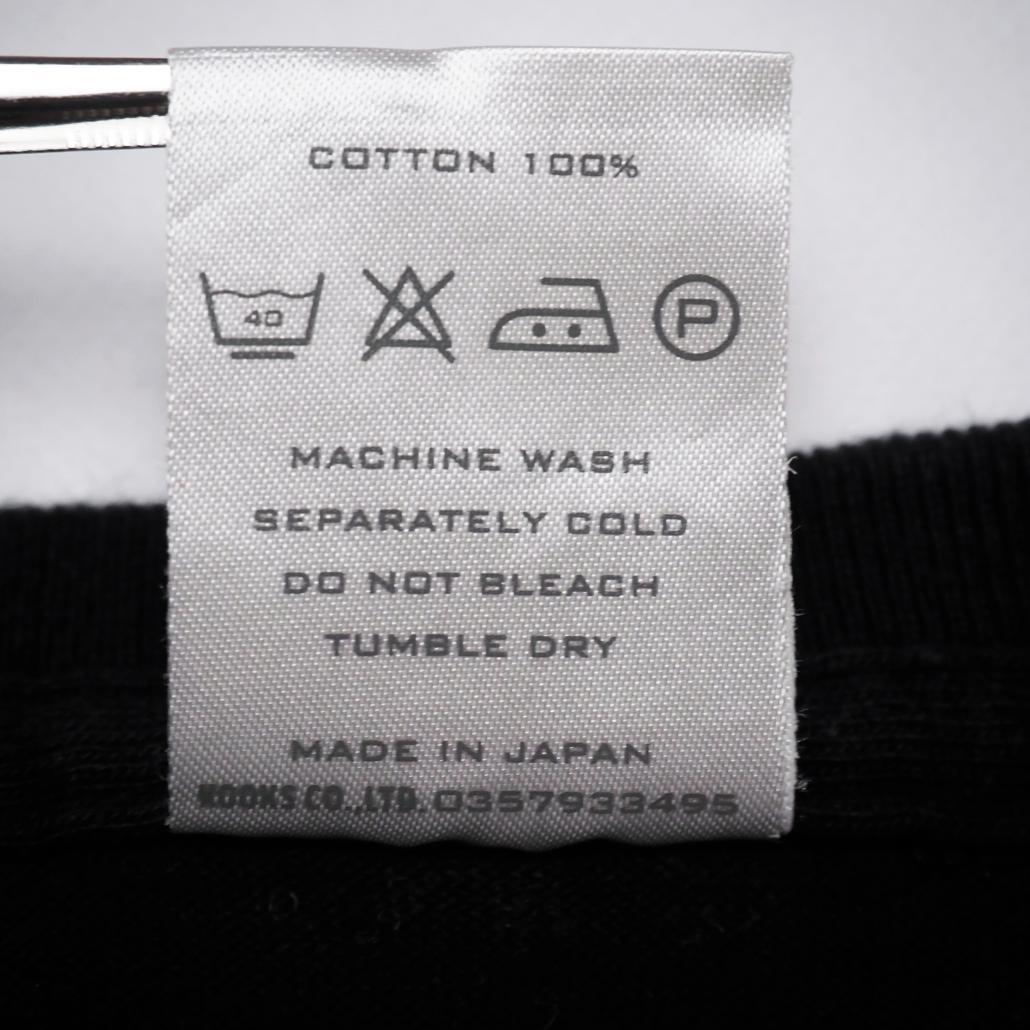 COTTON 100%
40 P
MACHINE WASH
SEPARATELY COLD
DO NOT BLEACH
TUMBLE DRY
MADE IN JAPAN
CO.,LTD. 0357933495